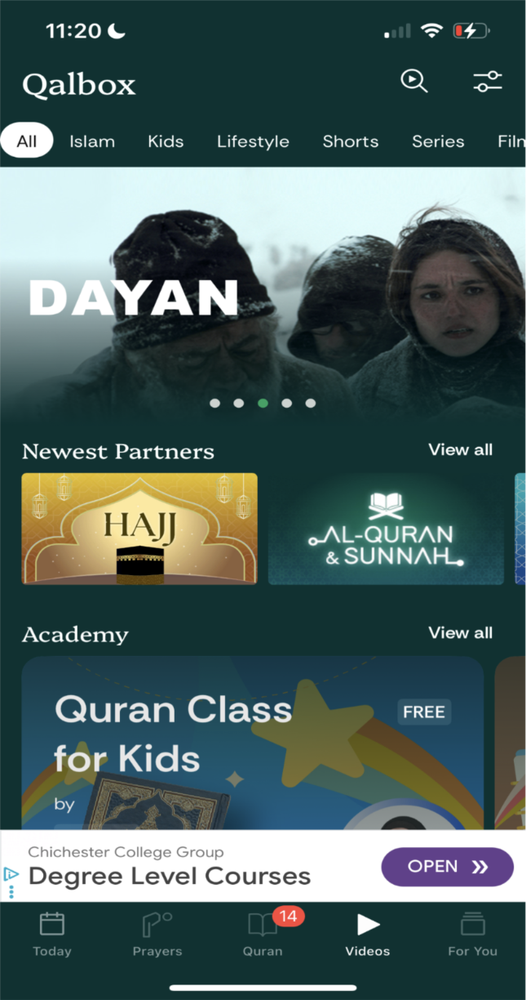 11:20
Qalbox
All Islam Kids Lifestyle Shorts Series Film
DAYAN
Newest Partners View all
HAJJ
AL-QURAN
& SUNNAH
Academy View all
Quran Class FREE
for Kids
by
Chichester College Group
Degree Level Courses
OPEN
14
Today Prayers Quran Videos For You